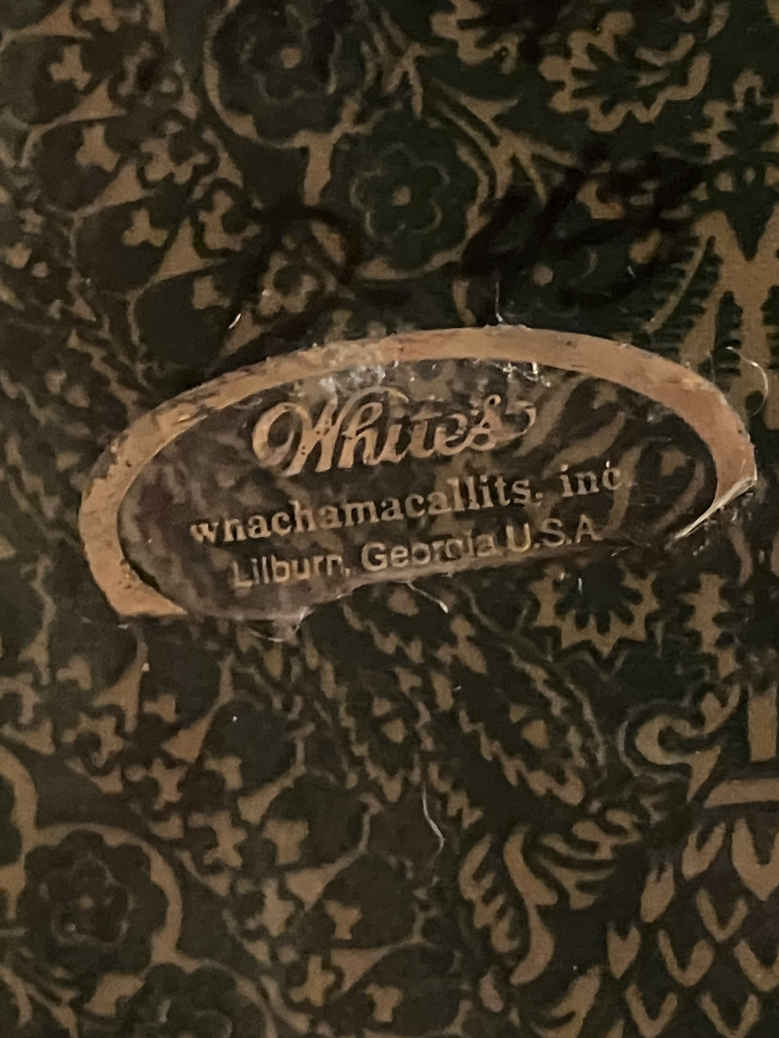 White's
whachamacallits, inc
Lilburn, Georgia U.S.A